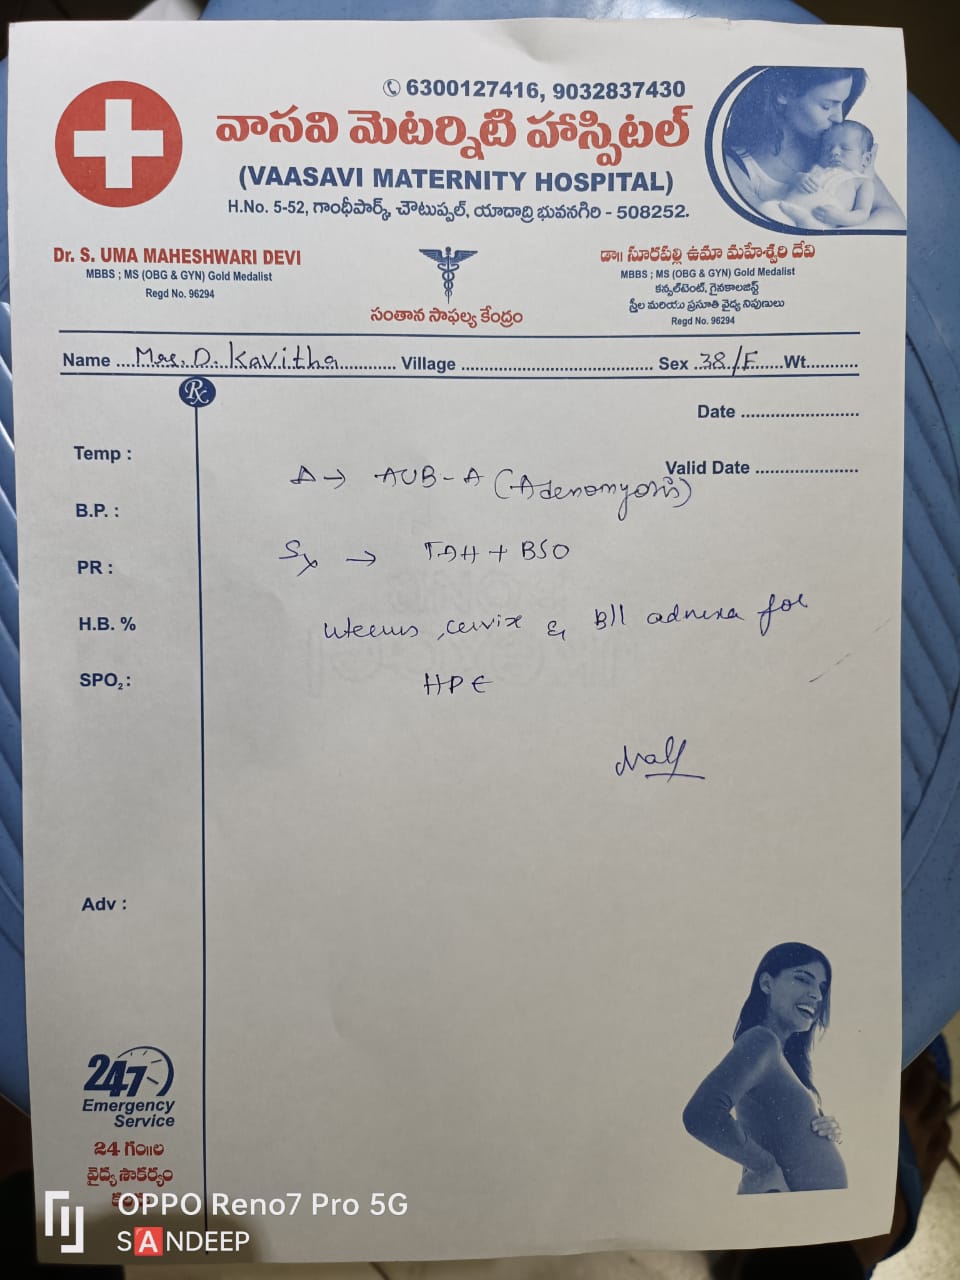 6300127416, 9032837430
వాసవి మెటర్నిటి హాస్పిటల్
(VAASAVI MATERNITY HOSPITAL)
H.No. 5-52, గాంధీపార్క్, చౌటుప్పల్, యాదాద్రి భువనగిరి - 508252.
Dr. S. UMA MAHESHWARI DEVI
MBBS ; MS (OBG & GYN) Gold Medalist
Regd No. 96294
సంతాన సాఫల్య కేంద్రం
డా॥ సూరపల్లి ఉమా మహేశ్వరి దేవి
MBBS ; MS (OBG & GYN) Gold Medalist
కన్సల్‌టెంట్, గైనకాలజిస్ట్
స్త్రీల మరియు ప్రసూతి వైద్య నిపుణులు
Regd No. 96294
Name ....Mrs. D. Kavitha............ Village ........................................ Sex ..38../F......Wt...........
Rx
Date .........................
Temp :
Valid Date ......................
Δ → AUB-A (Adenomyosis)
B.P. :
Sx → TAH + BSO
PR :
H.B. %
uterus, cervix & B/l adnexa for
SPO₂ :
HPE
Adv :
247
Emergency
Service
24 గం॥ల
వైద్య సౌకర్యం
OPPO Reno7 Pro 5G
SANDEEP